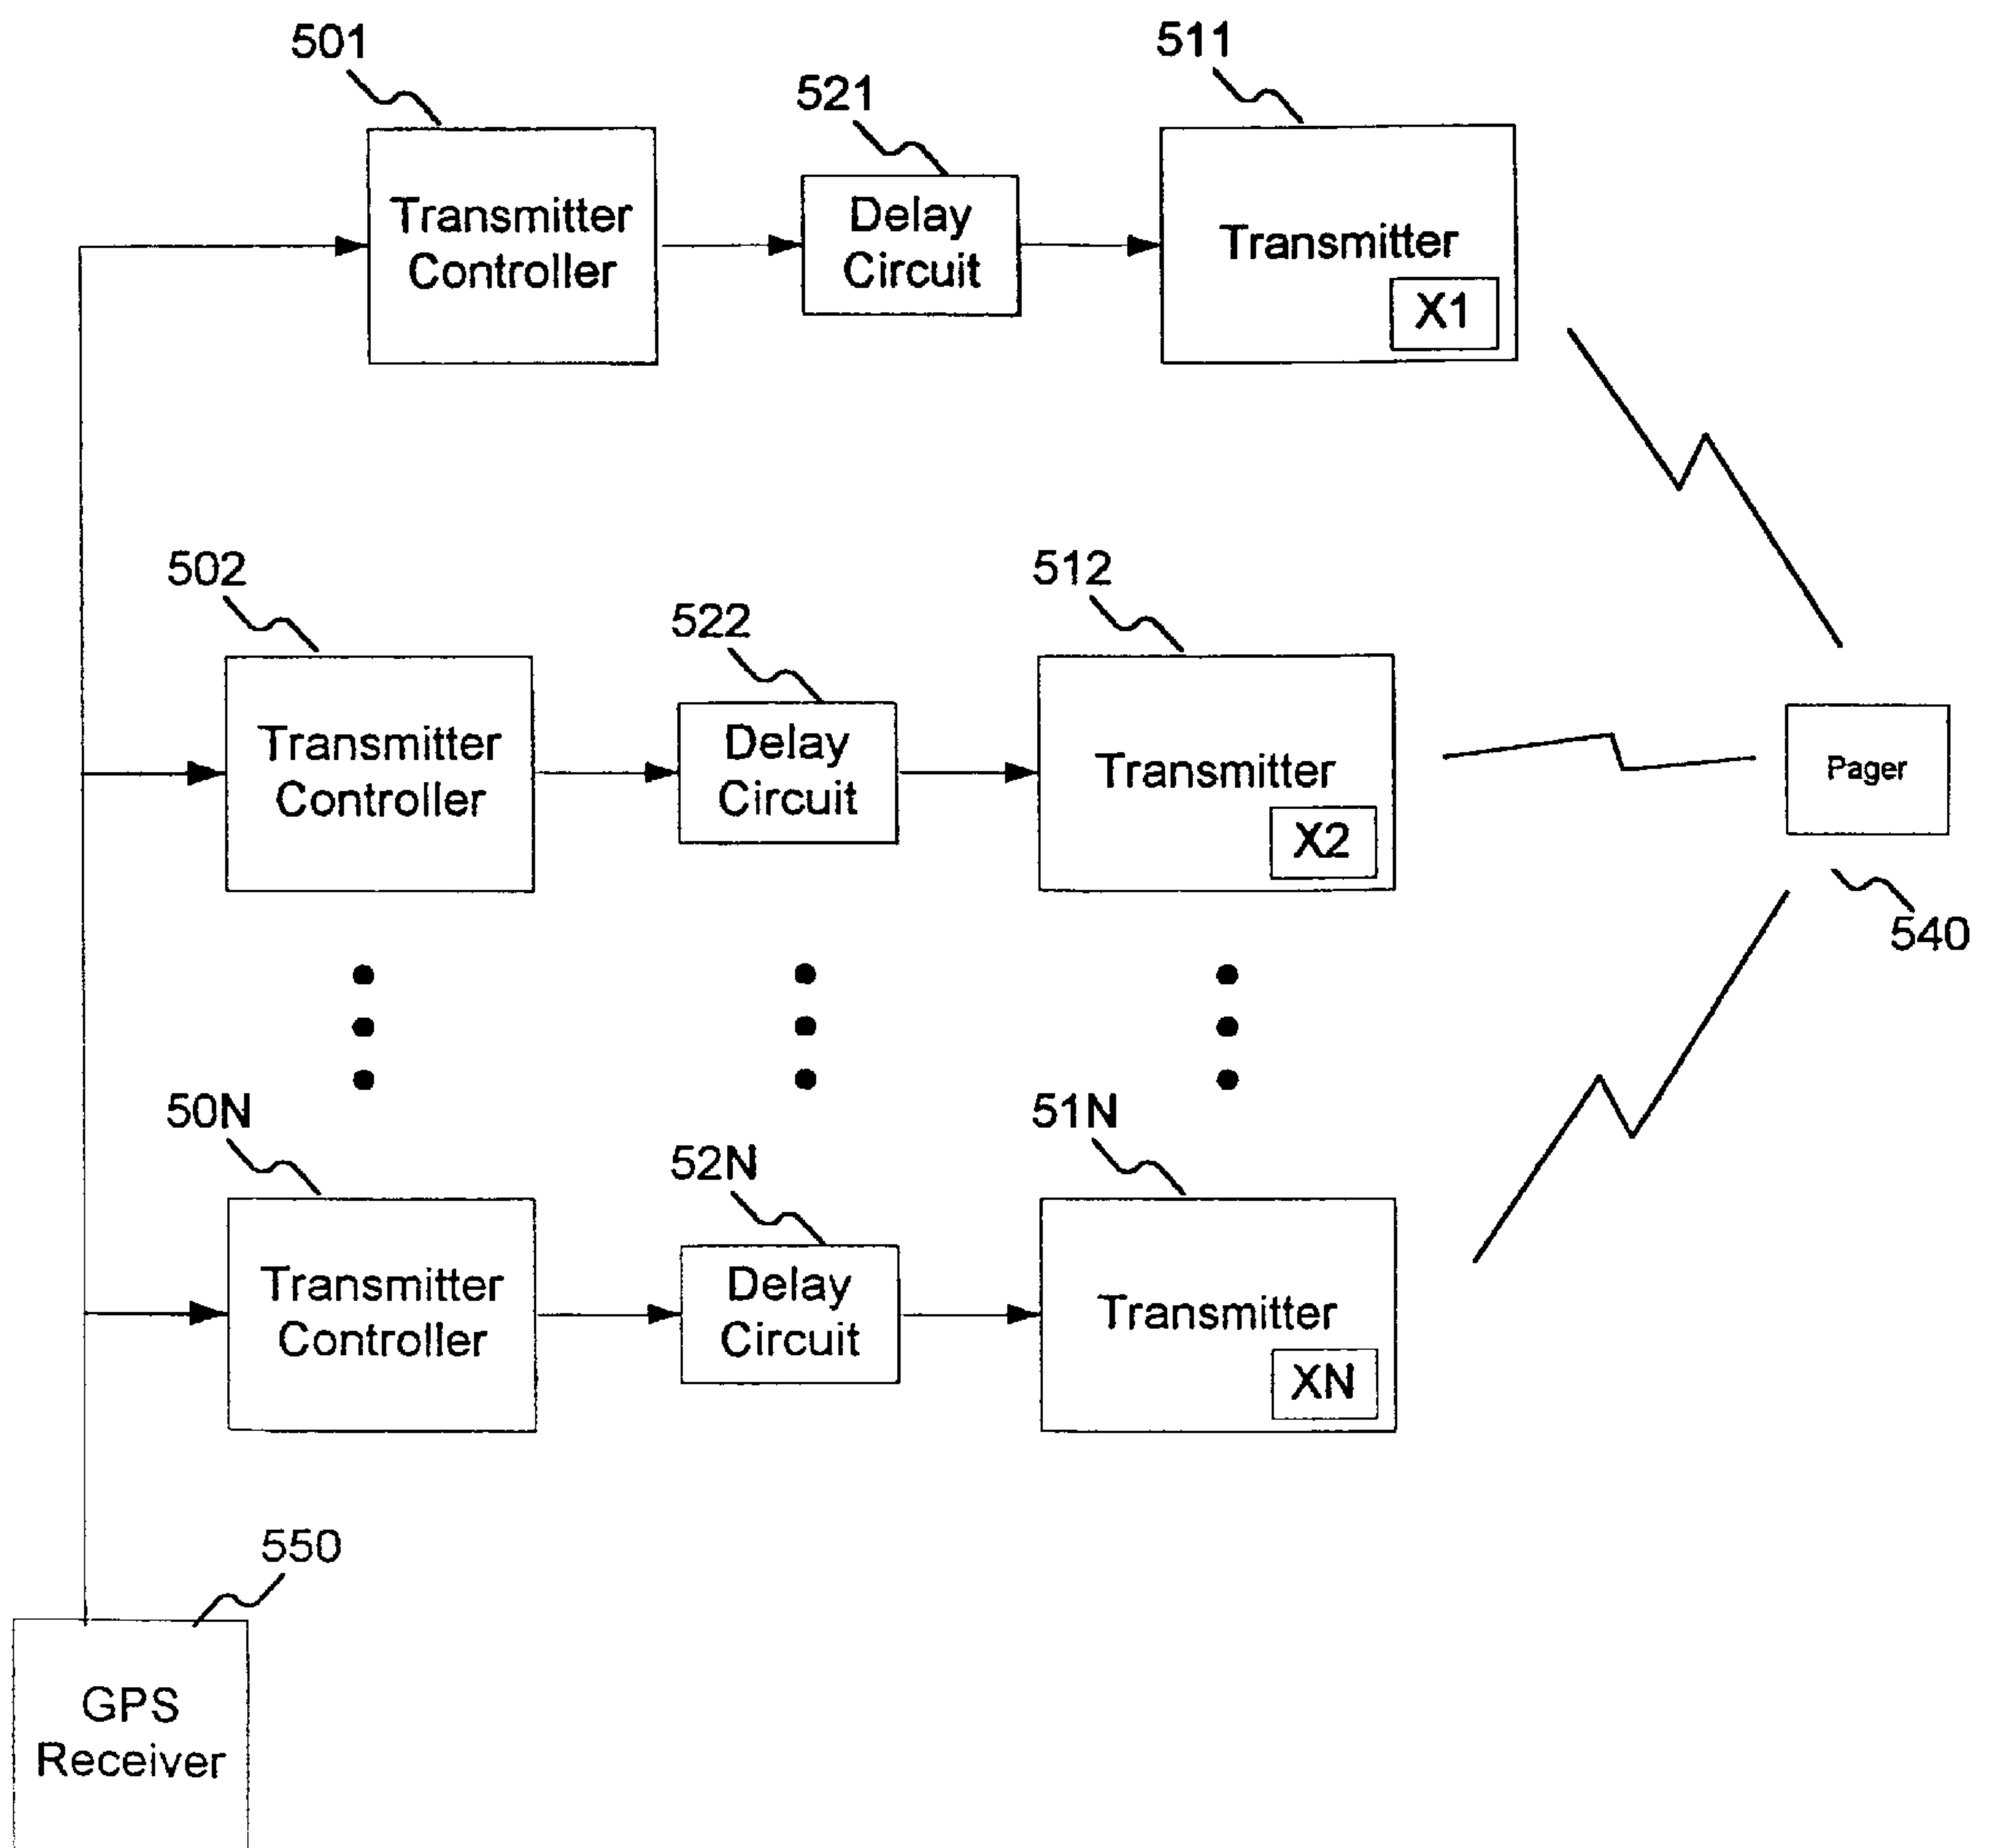 501
521
511
Transmitter
Controller
Delay
Circuit
Transmitter
X1
502
522
512
Transmitter
Controller
Delay
Circuit
Transmitter
X2
Pager
540
50N
52N
51N
Transmitter
Controller
Delay
Circuit
Transmitter
XN
550
GPS
Receiver